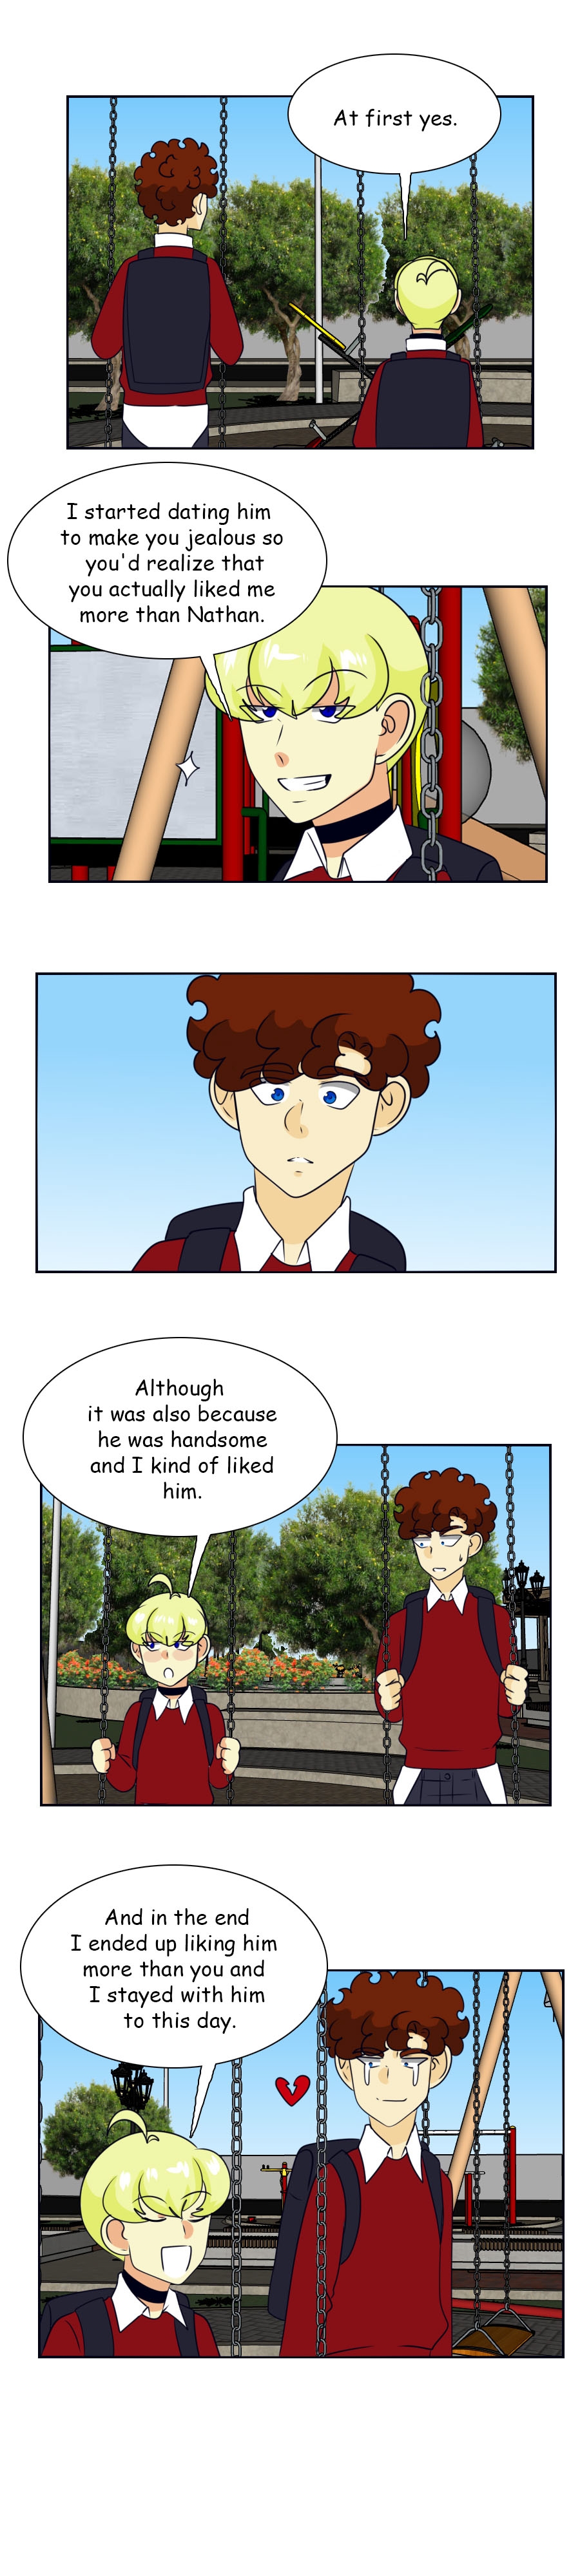 At first yes.
I started dating him
to make you jealous so
you'd realize that
you actually liked me
more than Nathan.
Although
it was also because
he was handsome
and I kind of liked
him.
And in the end
I ended up liking him
more than you and
I stayed with him
to this day.